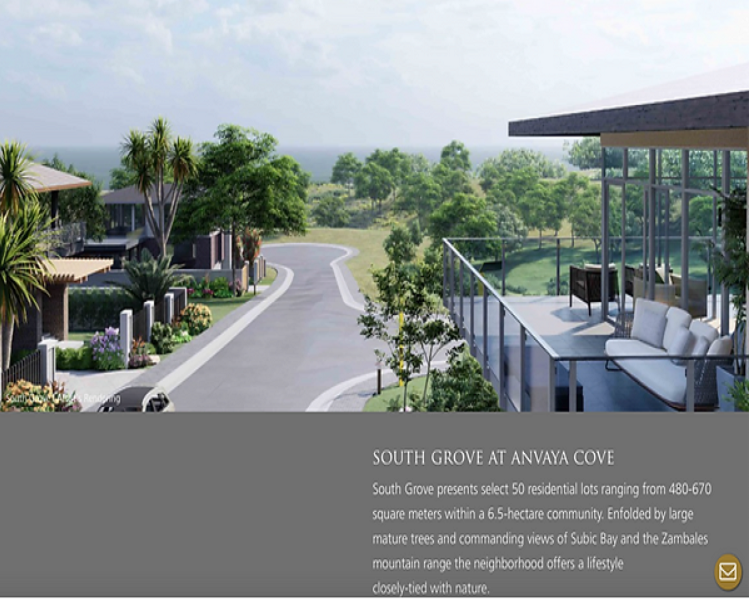 South Grove | Artist's Rendering
SOUTH GROVE AT ANVAYA COVE
South Grove presents select 50 residential lots ranging from 480-670
square meters within a 6.5-hectare community. Enfolded by large
mature trees and commanding views of Subic Bay and the Zambales
mountain range the neighborhood offers a lifestyle
closely-tied with nature.